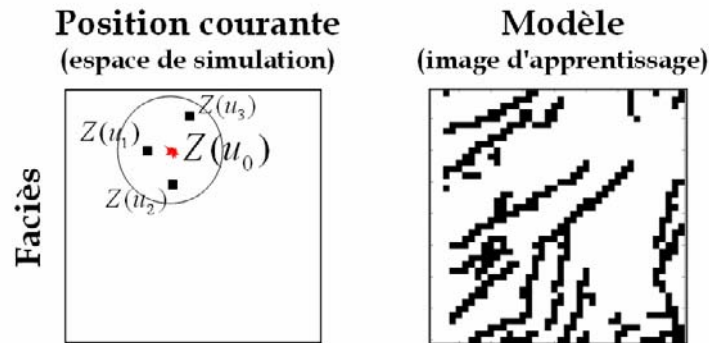 Position courante
(espace de simulation)
Modèle
(image d'apprentissage)
Faciès
Z(u₃)
Z(u₁)
Z(u₀)
Z(u₂)